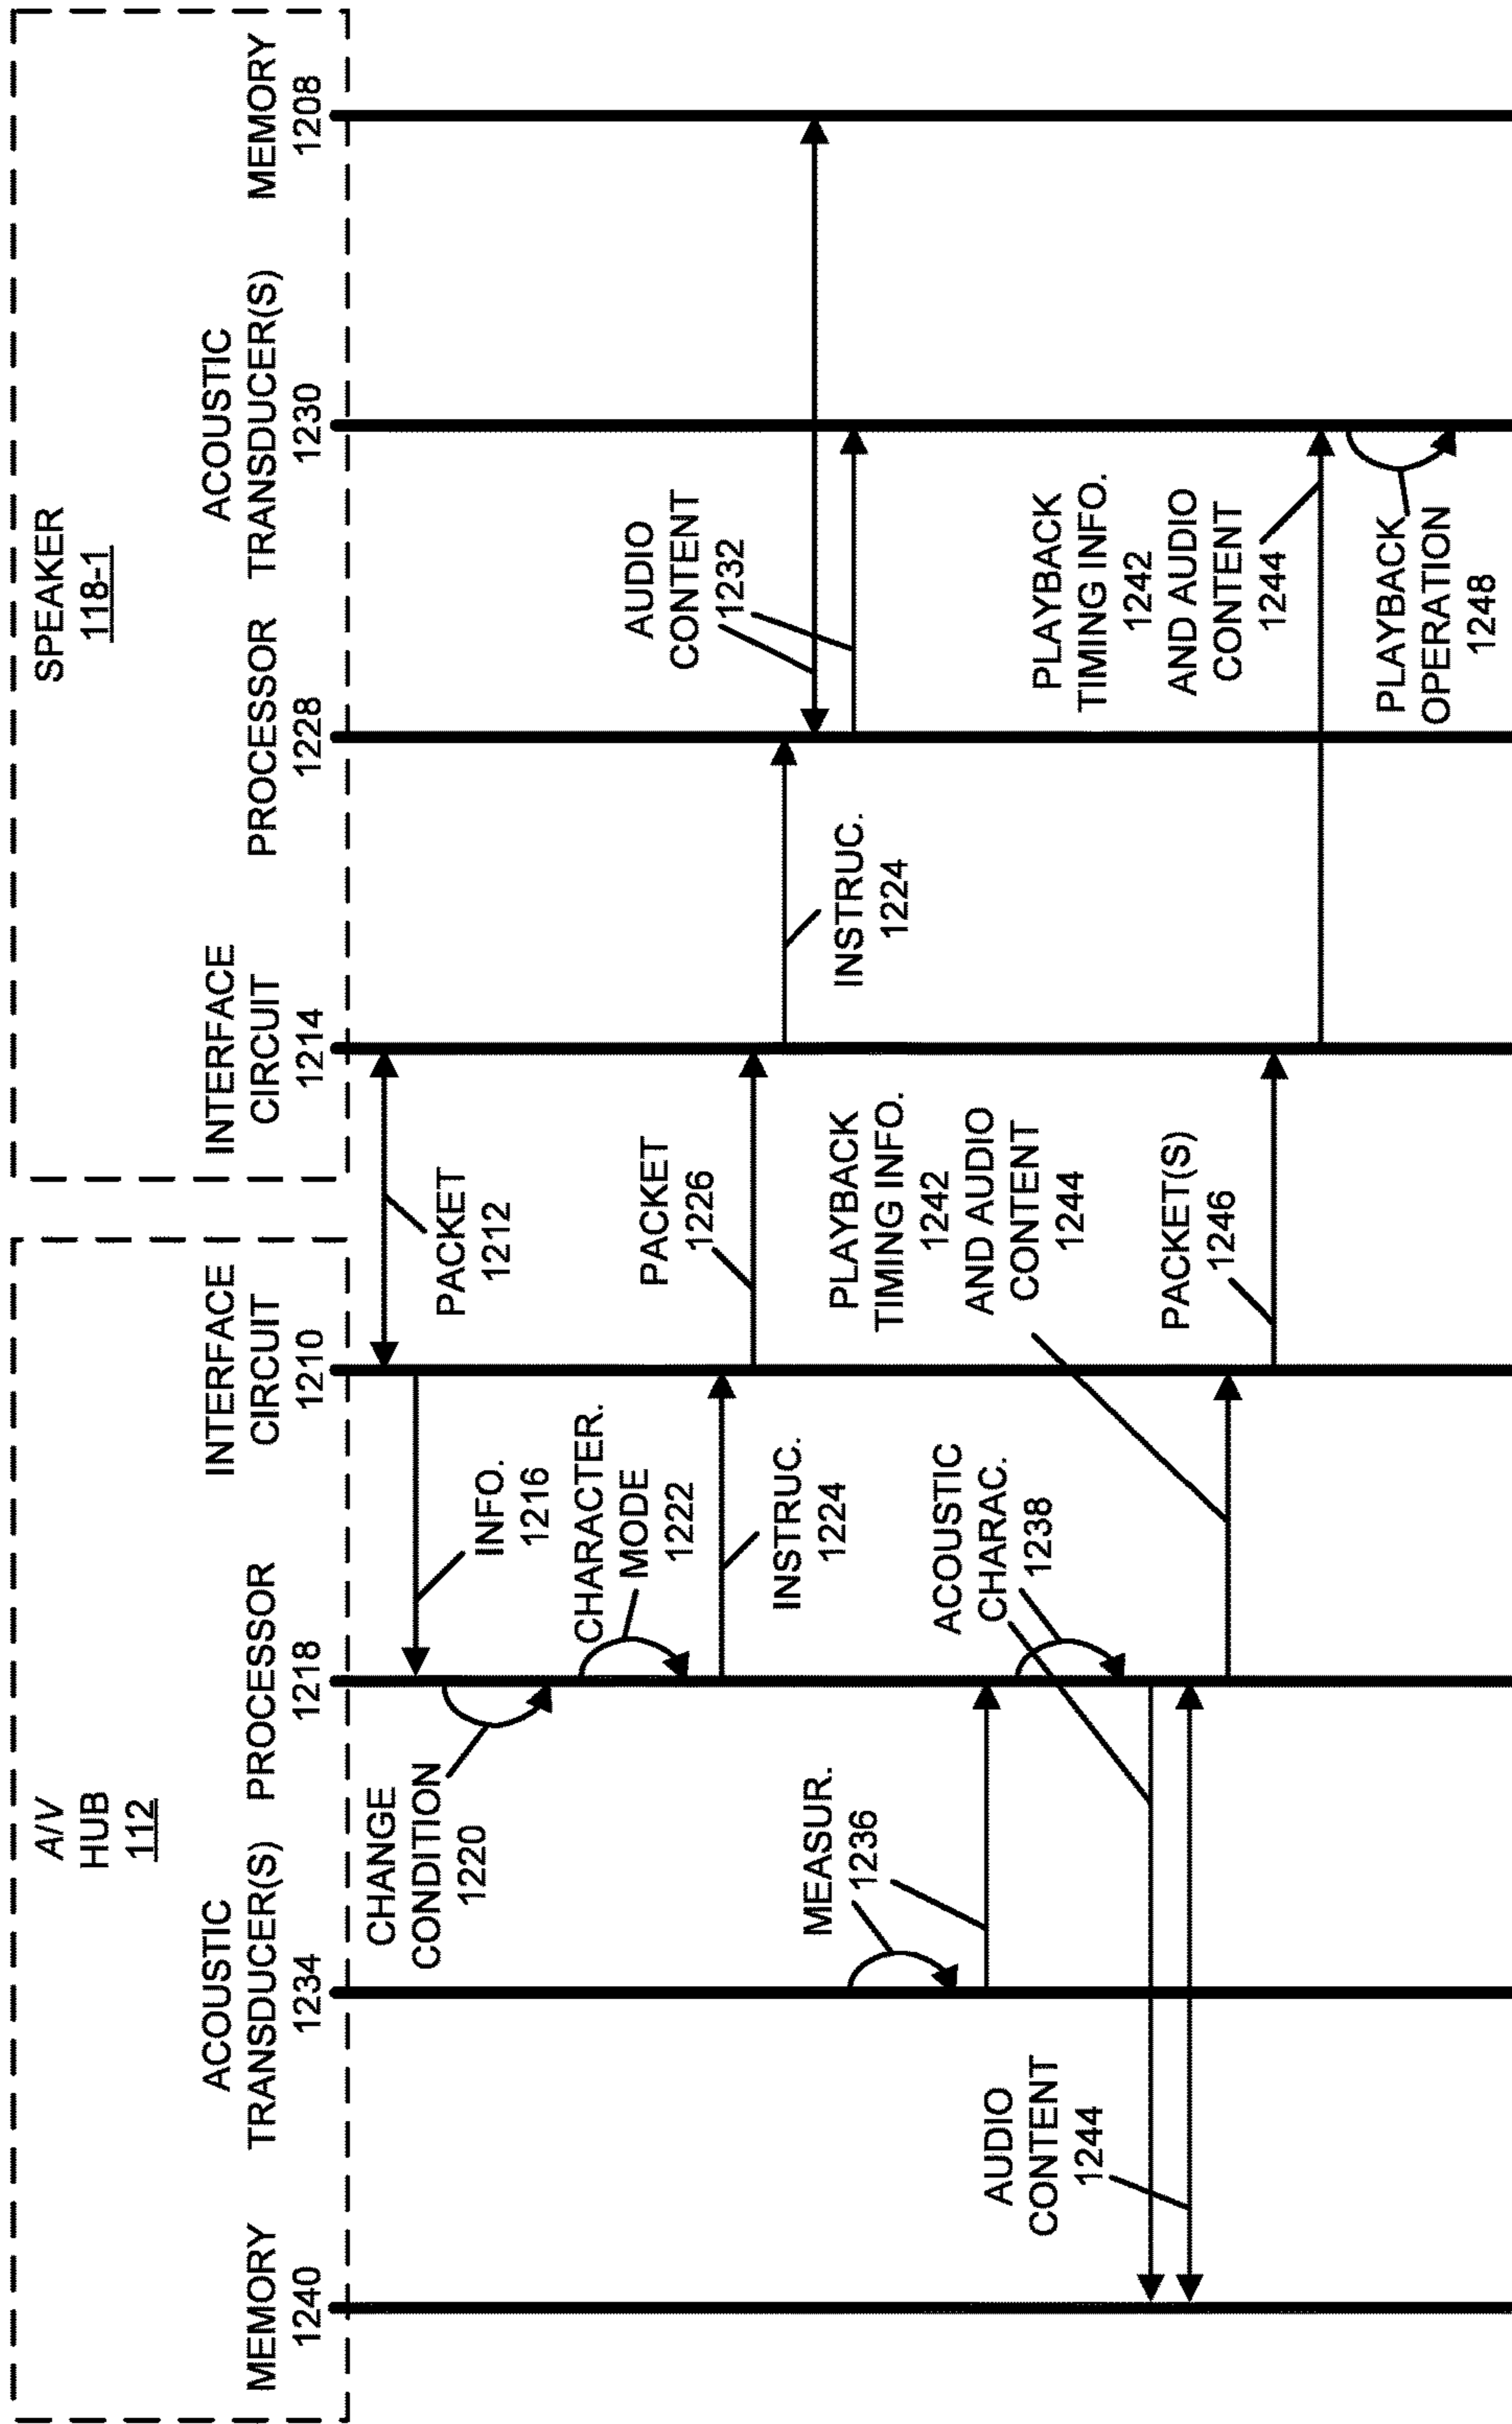 A/V
HUB
112
SPEAKER
118-1
MEMORY
1240
ACOUSTIC
TRANSDUCER(S)
1234
PROCESSOR
1218
INTERFACE
CIRCUIT
1210
INTERFACE
CIRCUIT
1214
PROCESSOR
1228
ACOUSTIC
TRANSDUCER(S)
1230
MEMORY
1208
PACKET
1212
INFO.
1216
CHANGE
CONDITION
1220
CHARACTER.
MODE
1222
INSTRUC.
1224
PACKET
1226
INSTRUC.
1224
AUDIO
CONTENT
1232
MEASUR.
1236
ACOUSTIC
CHARAC.
1238
AUDIO
CONTENT
1244
PLAYBACK
TIMING INFO.
1242
AND AUDIO
CONTENT
1244
PACKET(S)
1246
PLAYBACK
TIMING INFO.
1242
AND AUDIO
CONTENT
1244
PLAYBACK
OPERATION
1248